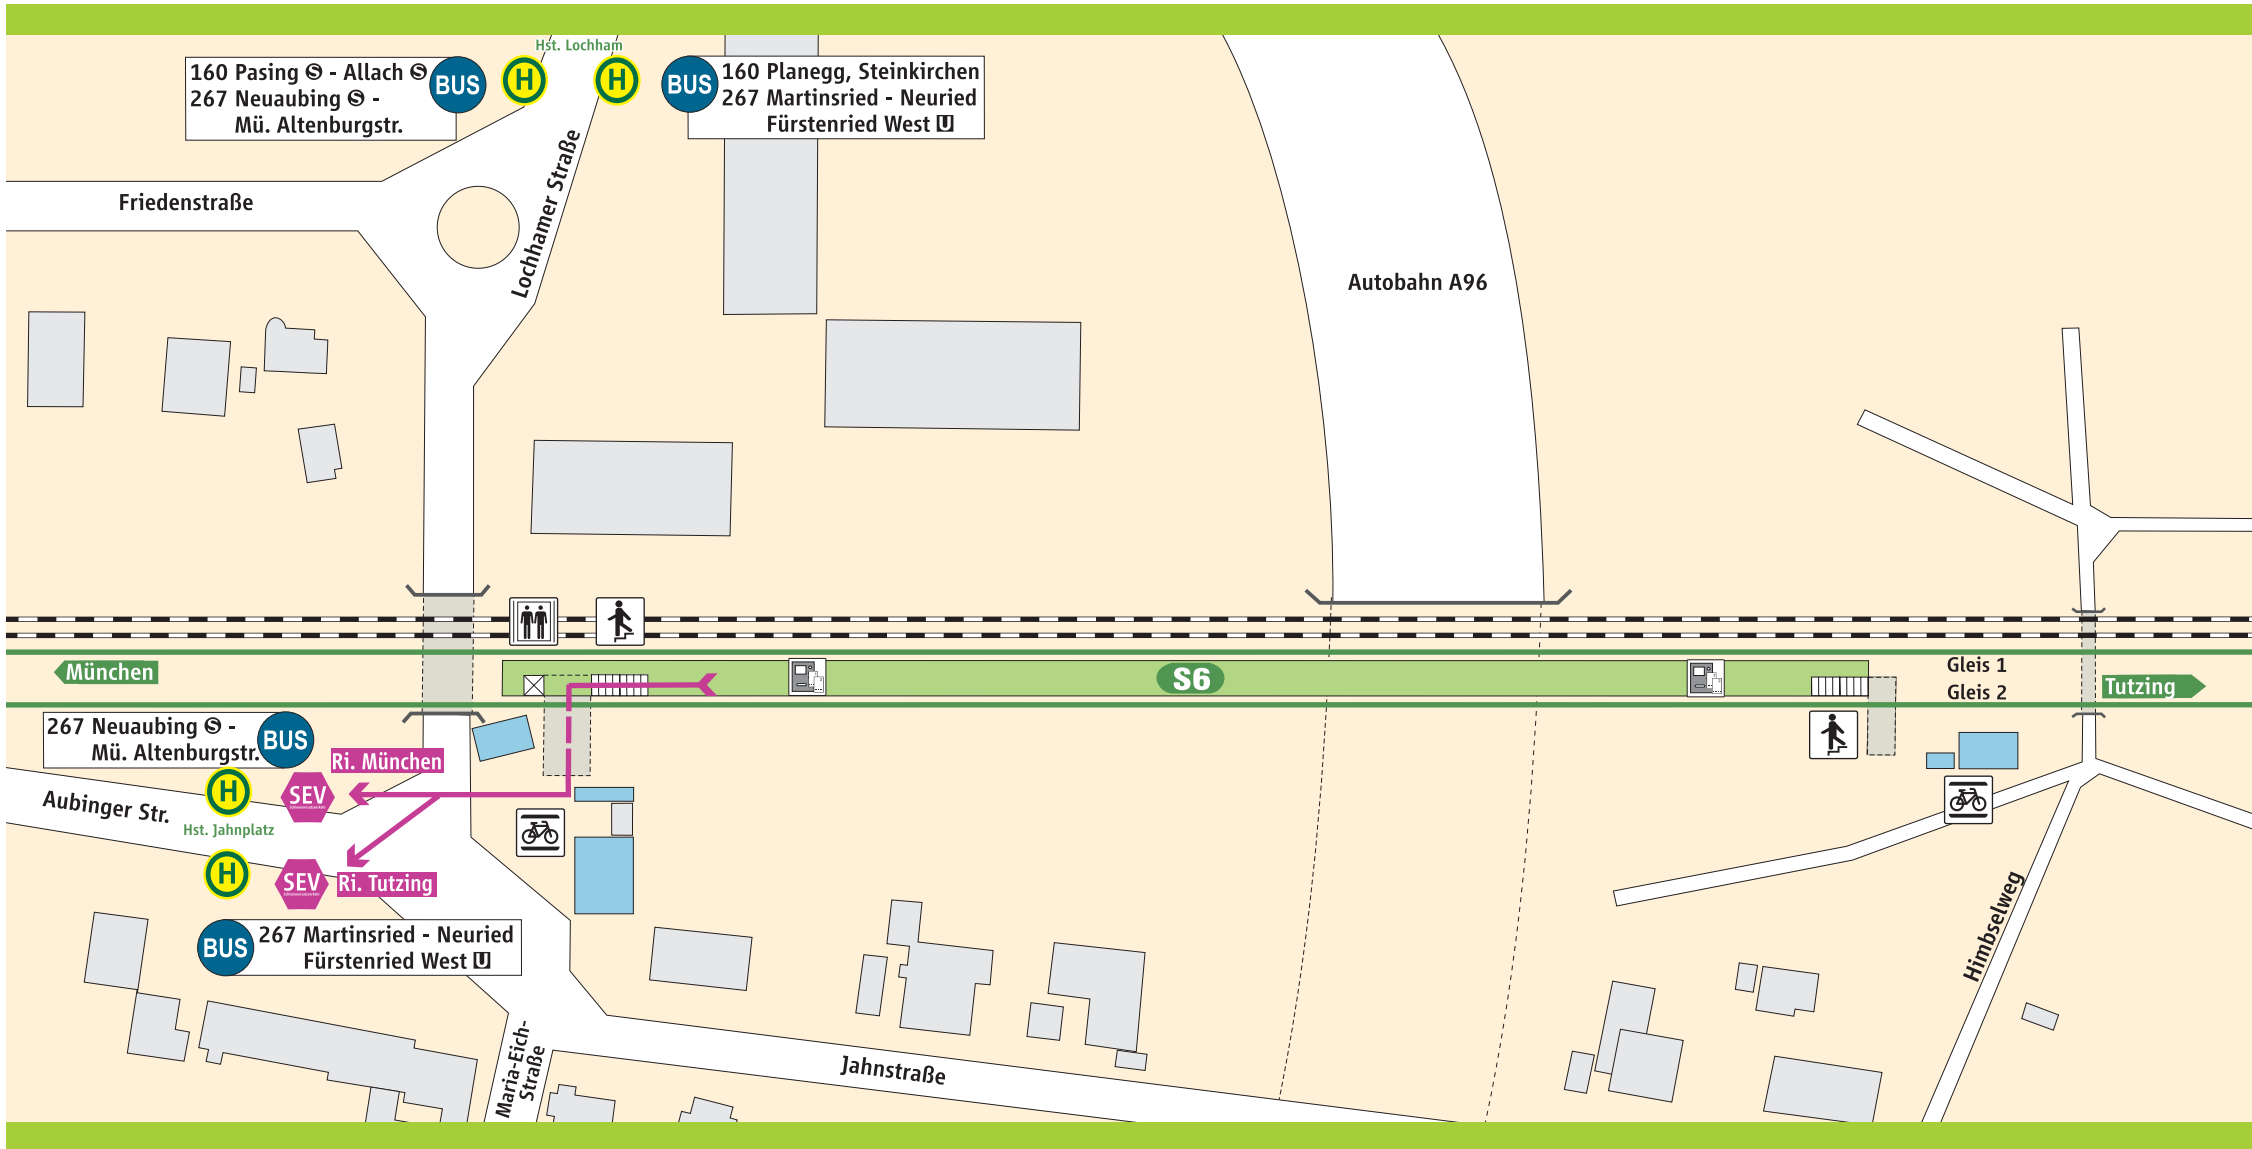 Hst. Lochham
160 Pasing Ⓢ - Allach Ⓢ
267 Neuaubing Ⓢ -
Mü. Altenburgstr.
BUS
H
H
BUS
160 Planegg, Steinkirchen
267 Martinsried - Neuried
Fürstenried West U
Friedenstraße
Lochhamer Straße
Autobahn A96
München
S6
Gleis 1
Gleis 2
Tutzing
267 Neuaubing Ⓢ -
Mü. Altenburgstr.
BUS
Ri. München
H
SEV
Aubinger Str.
Hst. Jahnplatz
H
SEV
Ri. Tutzing
BUS
267 Martinsried - Neuried
Fürstenried West U
Himbselweg
Maria-Eich-
Straße
Jahnstraße